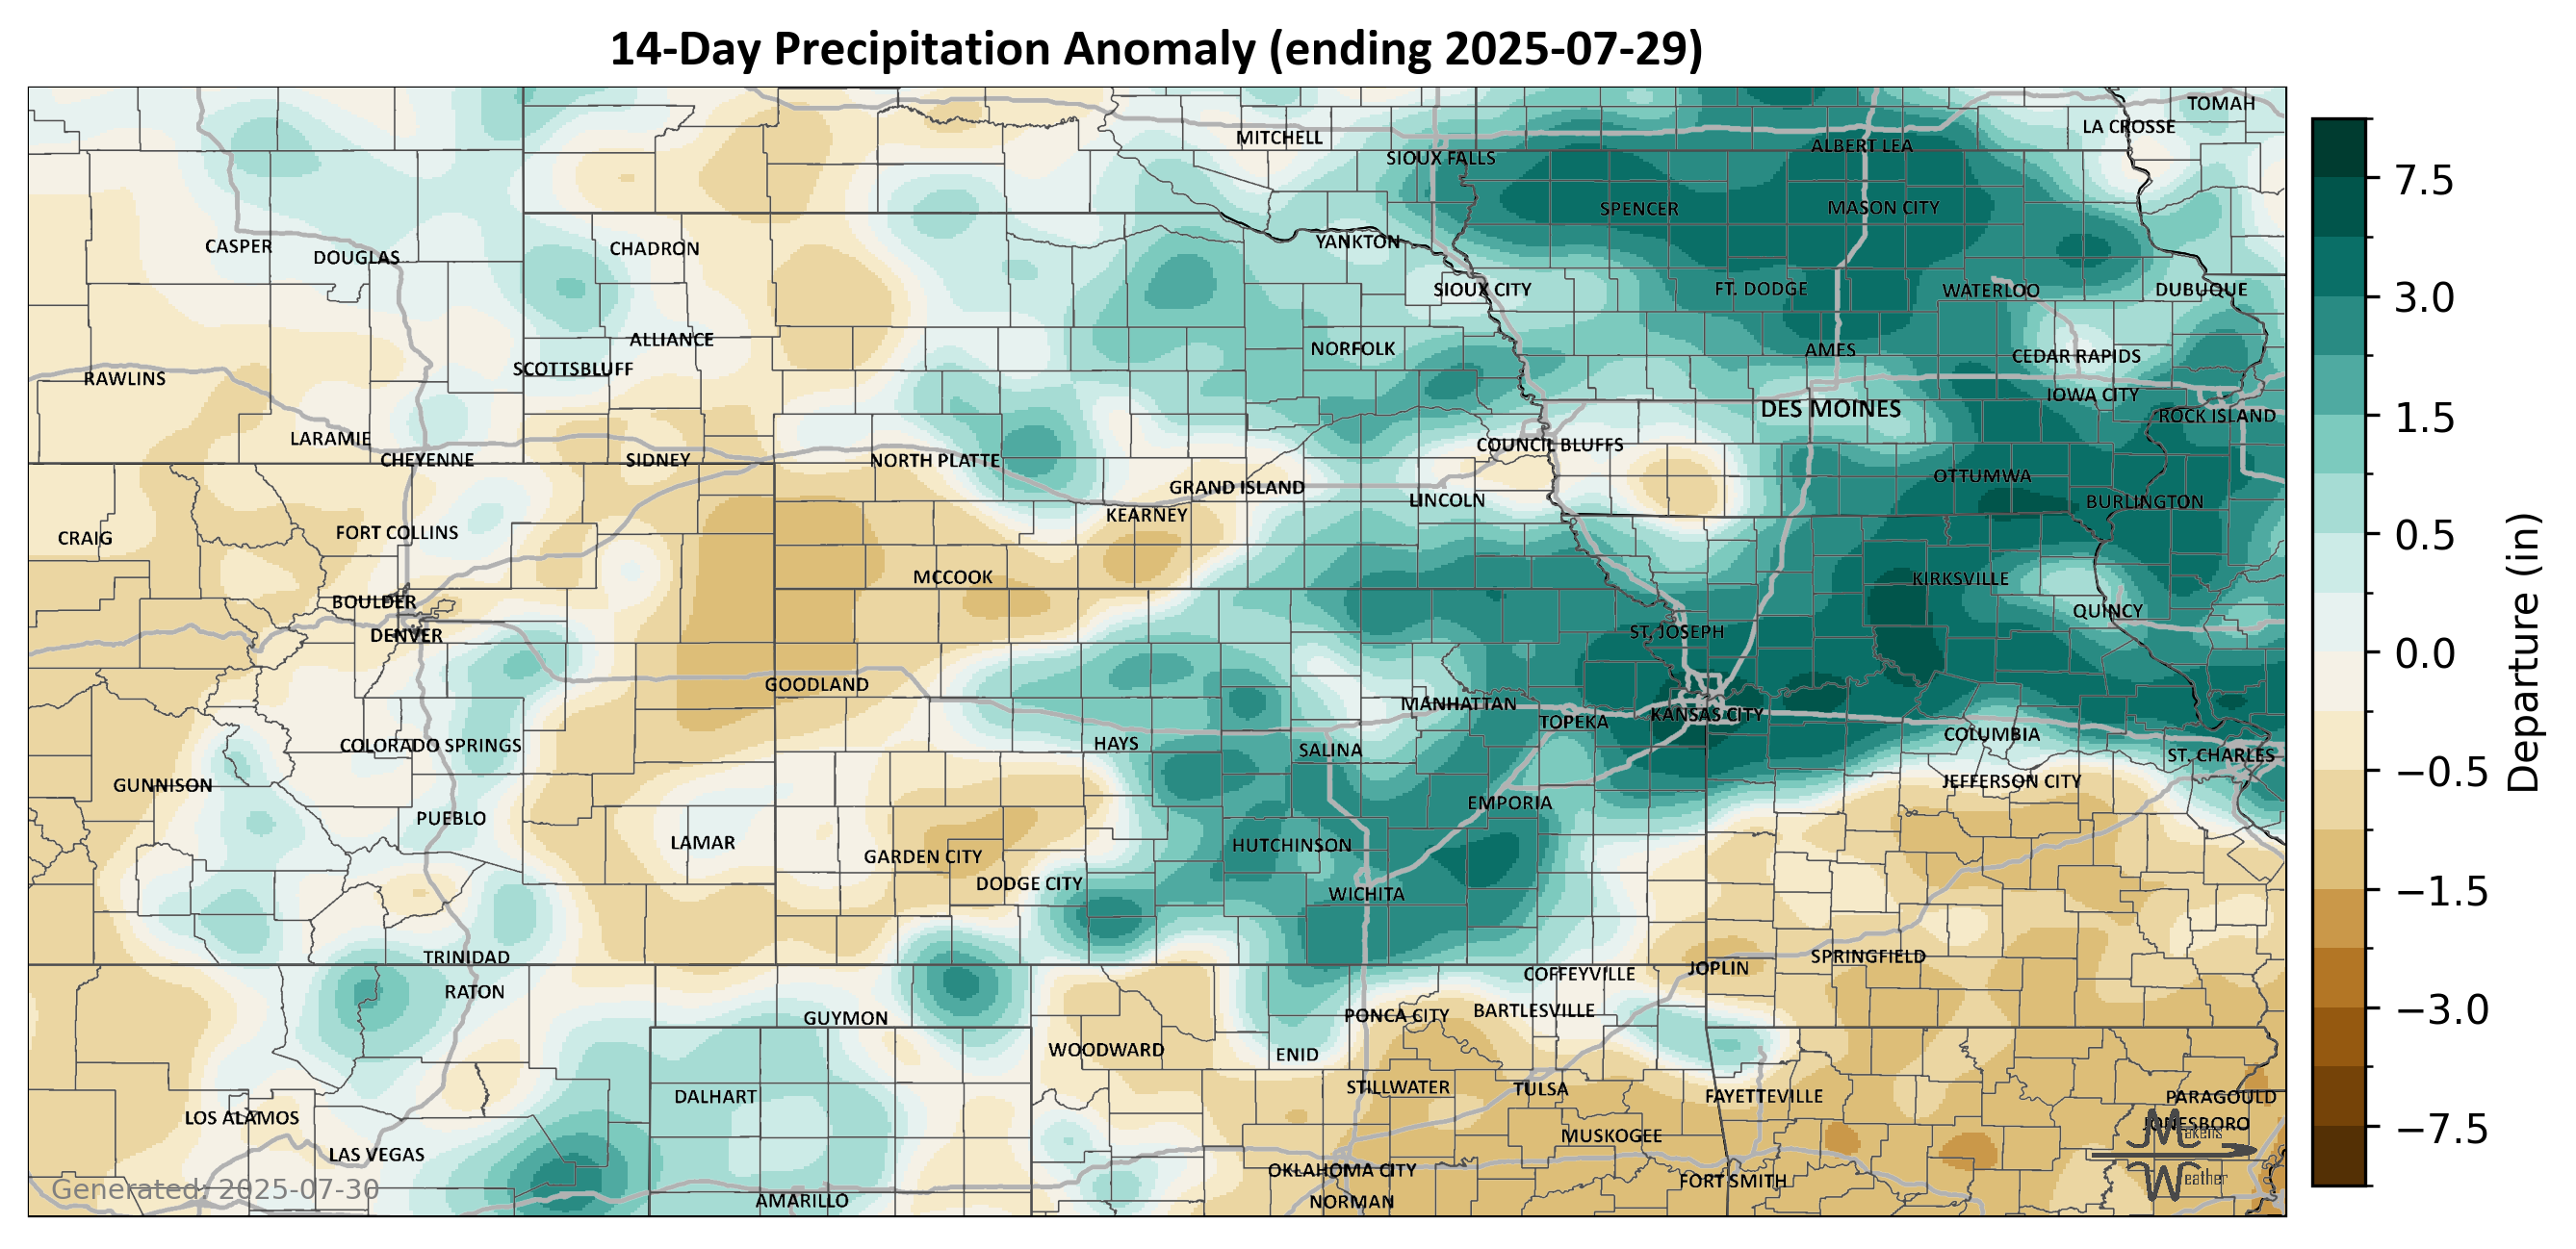 14-Day Precipitation Anomaly (ending 2025-07-29)
TOMAH
LA CROSSE
MITCHELL
SIOUX FALLS
ALBERT LEA
SPENCER
MASON CITY
CASPER
DOUGLAS
CHADRON
YANKTON
SIOUX CITY
FT. DODGE
WATERLOO
DUBUQUE
ALLIANCE
NORFOLK
AMES
CEDAR RAPIDS
RAWLINS
SCOTTSBLUFF
IOWA CITY
DES MOINES
ROCK ISLAND
LARAMIE
COUNCIL BLUFFS
CHEYENNE
SIDNEY
NORTH PLATTE
OTTUMWA
GRAND ISLAND
LINCOLN
BURLINGTON
KEARNEY
CRAIG
FORT COLLINS
MCCOOK
KIRKSVILLE
BOULDER
QUINCY
DENVER
ST. JOSEPH
GOODLAND
MANHATTAN
TOPEKA
KANSAS CITY
COLORADO SPRINGS
HAYS
SALINA
COLUMBIA
ST. CHARLES
GUNNISON
JEFFERSON CITY
PUEBLO
EMPORIA
LAMAR
GARDEN CITY
HUTCHINSON
DODGE CITY
WICHITA
TRINIDAD
SPRINGFIELD
JOPLIN
COFFEYVILLE
RATON
GUYMON
PONCA CITY
BARTLESVILLE
WOODWARD
ENID
DALHART
STILLWATER
TULSA
FAYETTEVILLE
PARAGOULD
LOS ALAMOS
JONESBORO
MUSKOGEE
LAS VEGAS
OKLAHOMA CITY
FORT SMITH
AMARILLO
NORMAN
Makens
Weather
Generated: 2025-07-30
7.5
3.0
1.5
0.5
0.0
−0.5
−1.5
−3.0
−7.5
Departure (in)